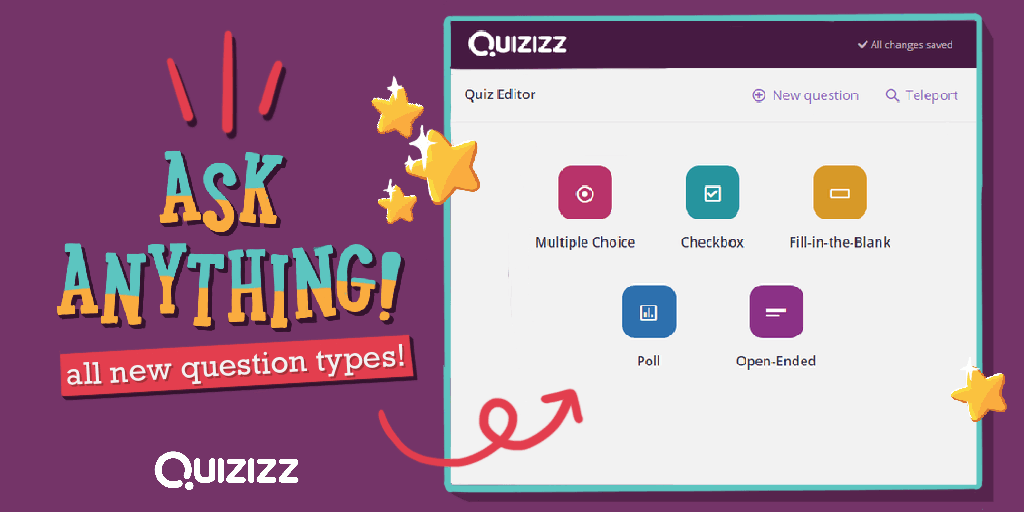 ASK
ANYTHING!
all new question types!
QUIZIZZ
QUIZIZZ
All changes saved
Quiz Editor
New question
Teleport
Multiple Choice
Checkbox
Fill-in-the-Blank
Poll
Open-Ended